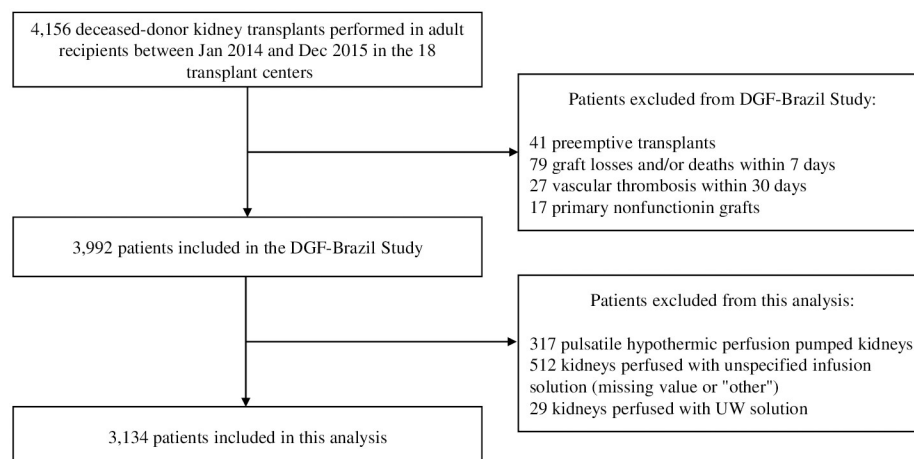 4,156 deceased-donor kidney transplants performed in adult
recipients between Jan 2014 and Dec 2015 in the 18
transplant centers
Patients excluded from DGF-Brazil Study:
41 preemptive transplants
79 graft losses and/or deaths within 7 days
27 vascular thrombosis within 30 days
17 primary nonfunctionin grafts
3,992 patients included in the DGF-Brazil Study
Patients excluded from this analysis:
317 pulsatile hypothermic perfusion pumped kidneys
512 kidneys perfused with unspecified infusion
solution (missing value or "other")
29 kidneys perfused with UW solution
3,134 patients included in this analysis